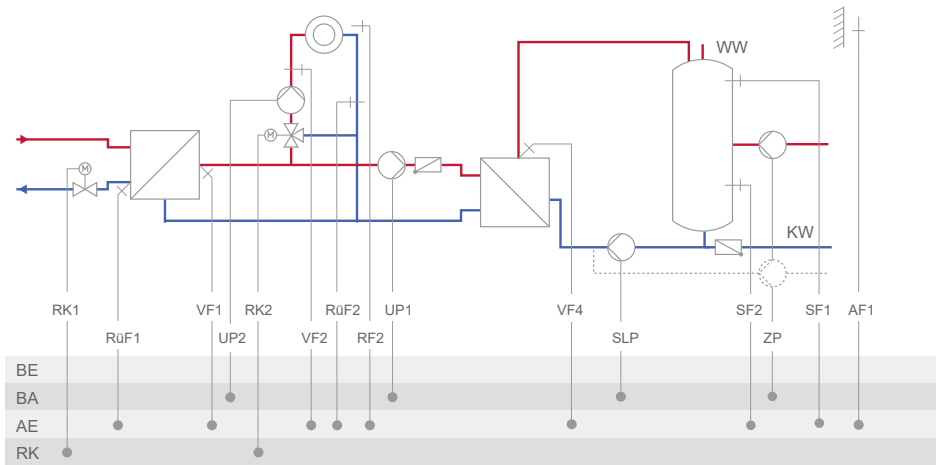 WW
M
M
KW
RK1 VF1 RK2 RüF2 UP1 VF4 SF2 SF1 AF1
RüF1 UP2 VF2 RF2 SLP ZP
BE
BA
AE
RK